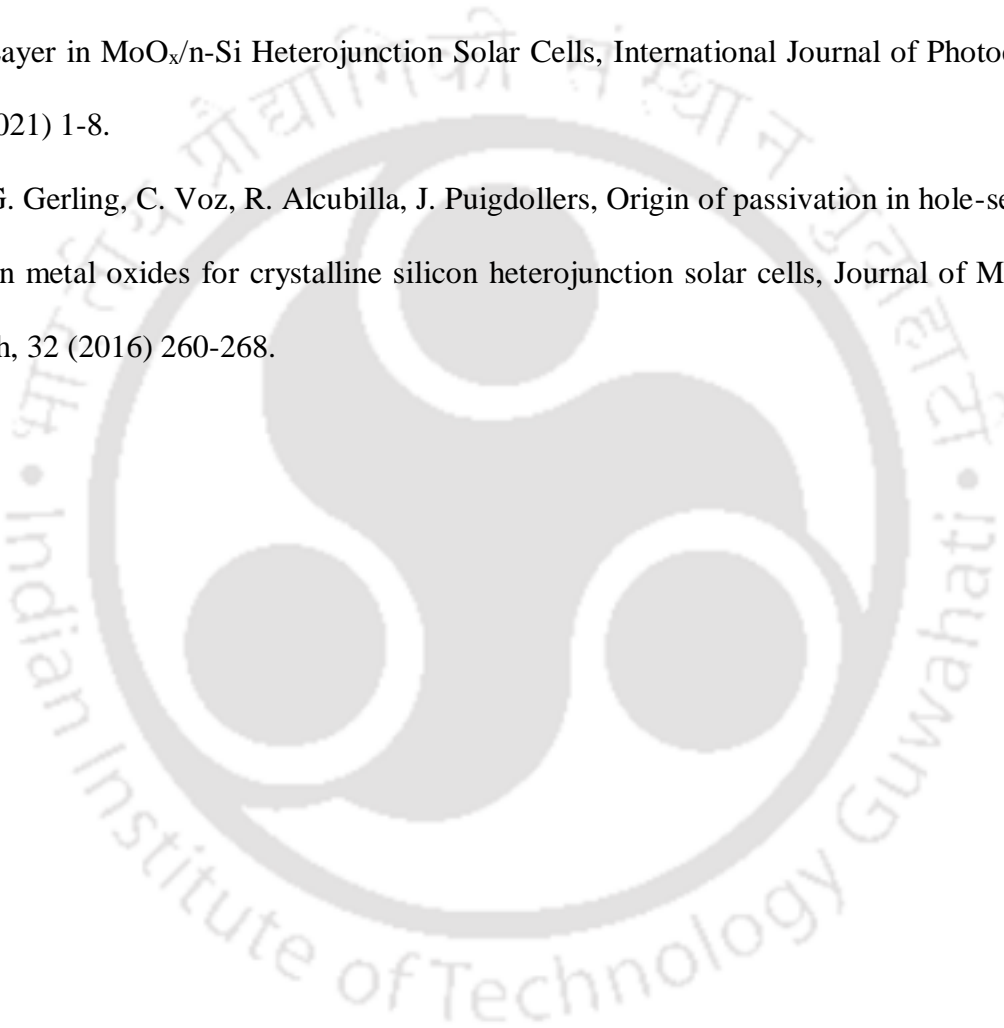 ayer in MoOx/n-Si Heterojunction Solar Cells, International Journal of Photo
021) 1-8.
G. Gerling, C. Voz, R. Alcubilla, J. Puigdollers, Origin of passivation in hole-se
n metal oxides for crystalline silicon heterojunction solar cells, Journal of M
h, 32 (2016) 260-268.
भारतीय प्रौद्योगिकी संस्थान गुवाहाटी
Indian Institute of Technology Guwahati